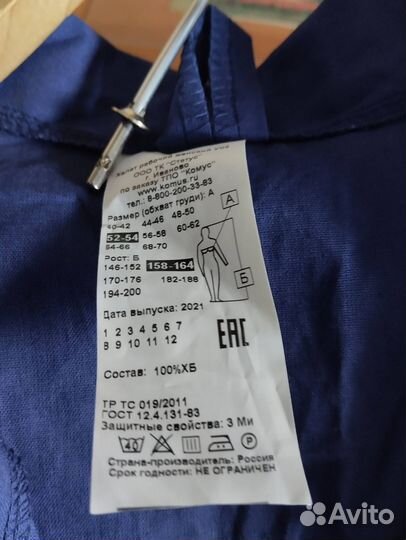 Халат рабочий женский
ООО ТК "Статус"
г. Иваново
по заказу ТПО "Комус"
www.komus.ru
тел.: 8-800-200-33-83
Размер (обхват груди): А
40-42 44-46 48-50
52-54 56-58 60-62
64-66 68-70
Рост: Б
146-152 158-164
170-176 182-188
194-200
А
Б
Дата выпуска: 2021
1 2 3 4 5 6 7
8 9 10 11 12
ЕАС
Состав: 100%ХБ
ТР ТС 019/2011
ГОСТ 12.4.131-83
Защитные свойства: З Ми
40
P
Страна-производитель: Россия
Срок годности: НЕ ОГРАНИЧЕН
Avito